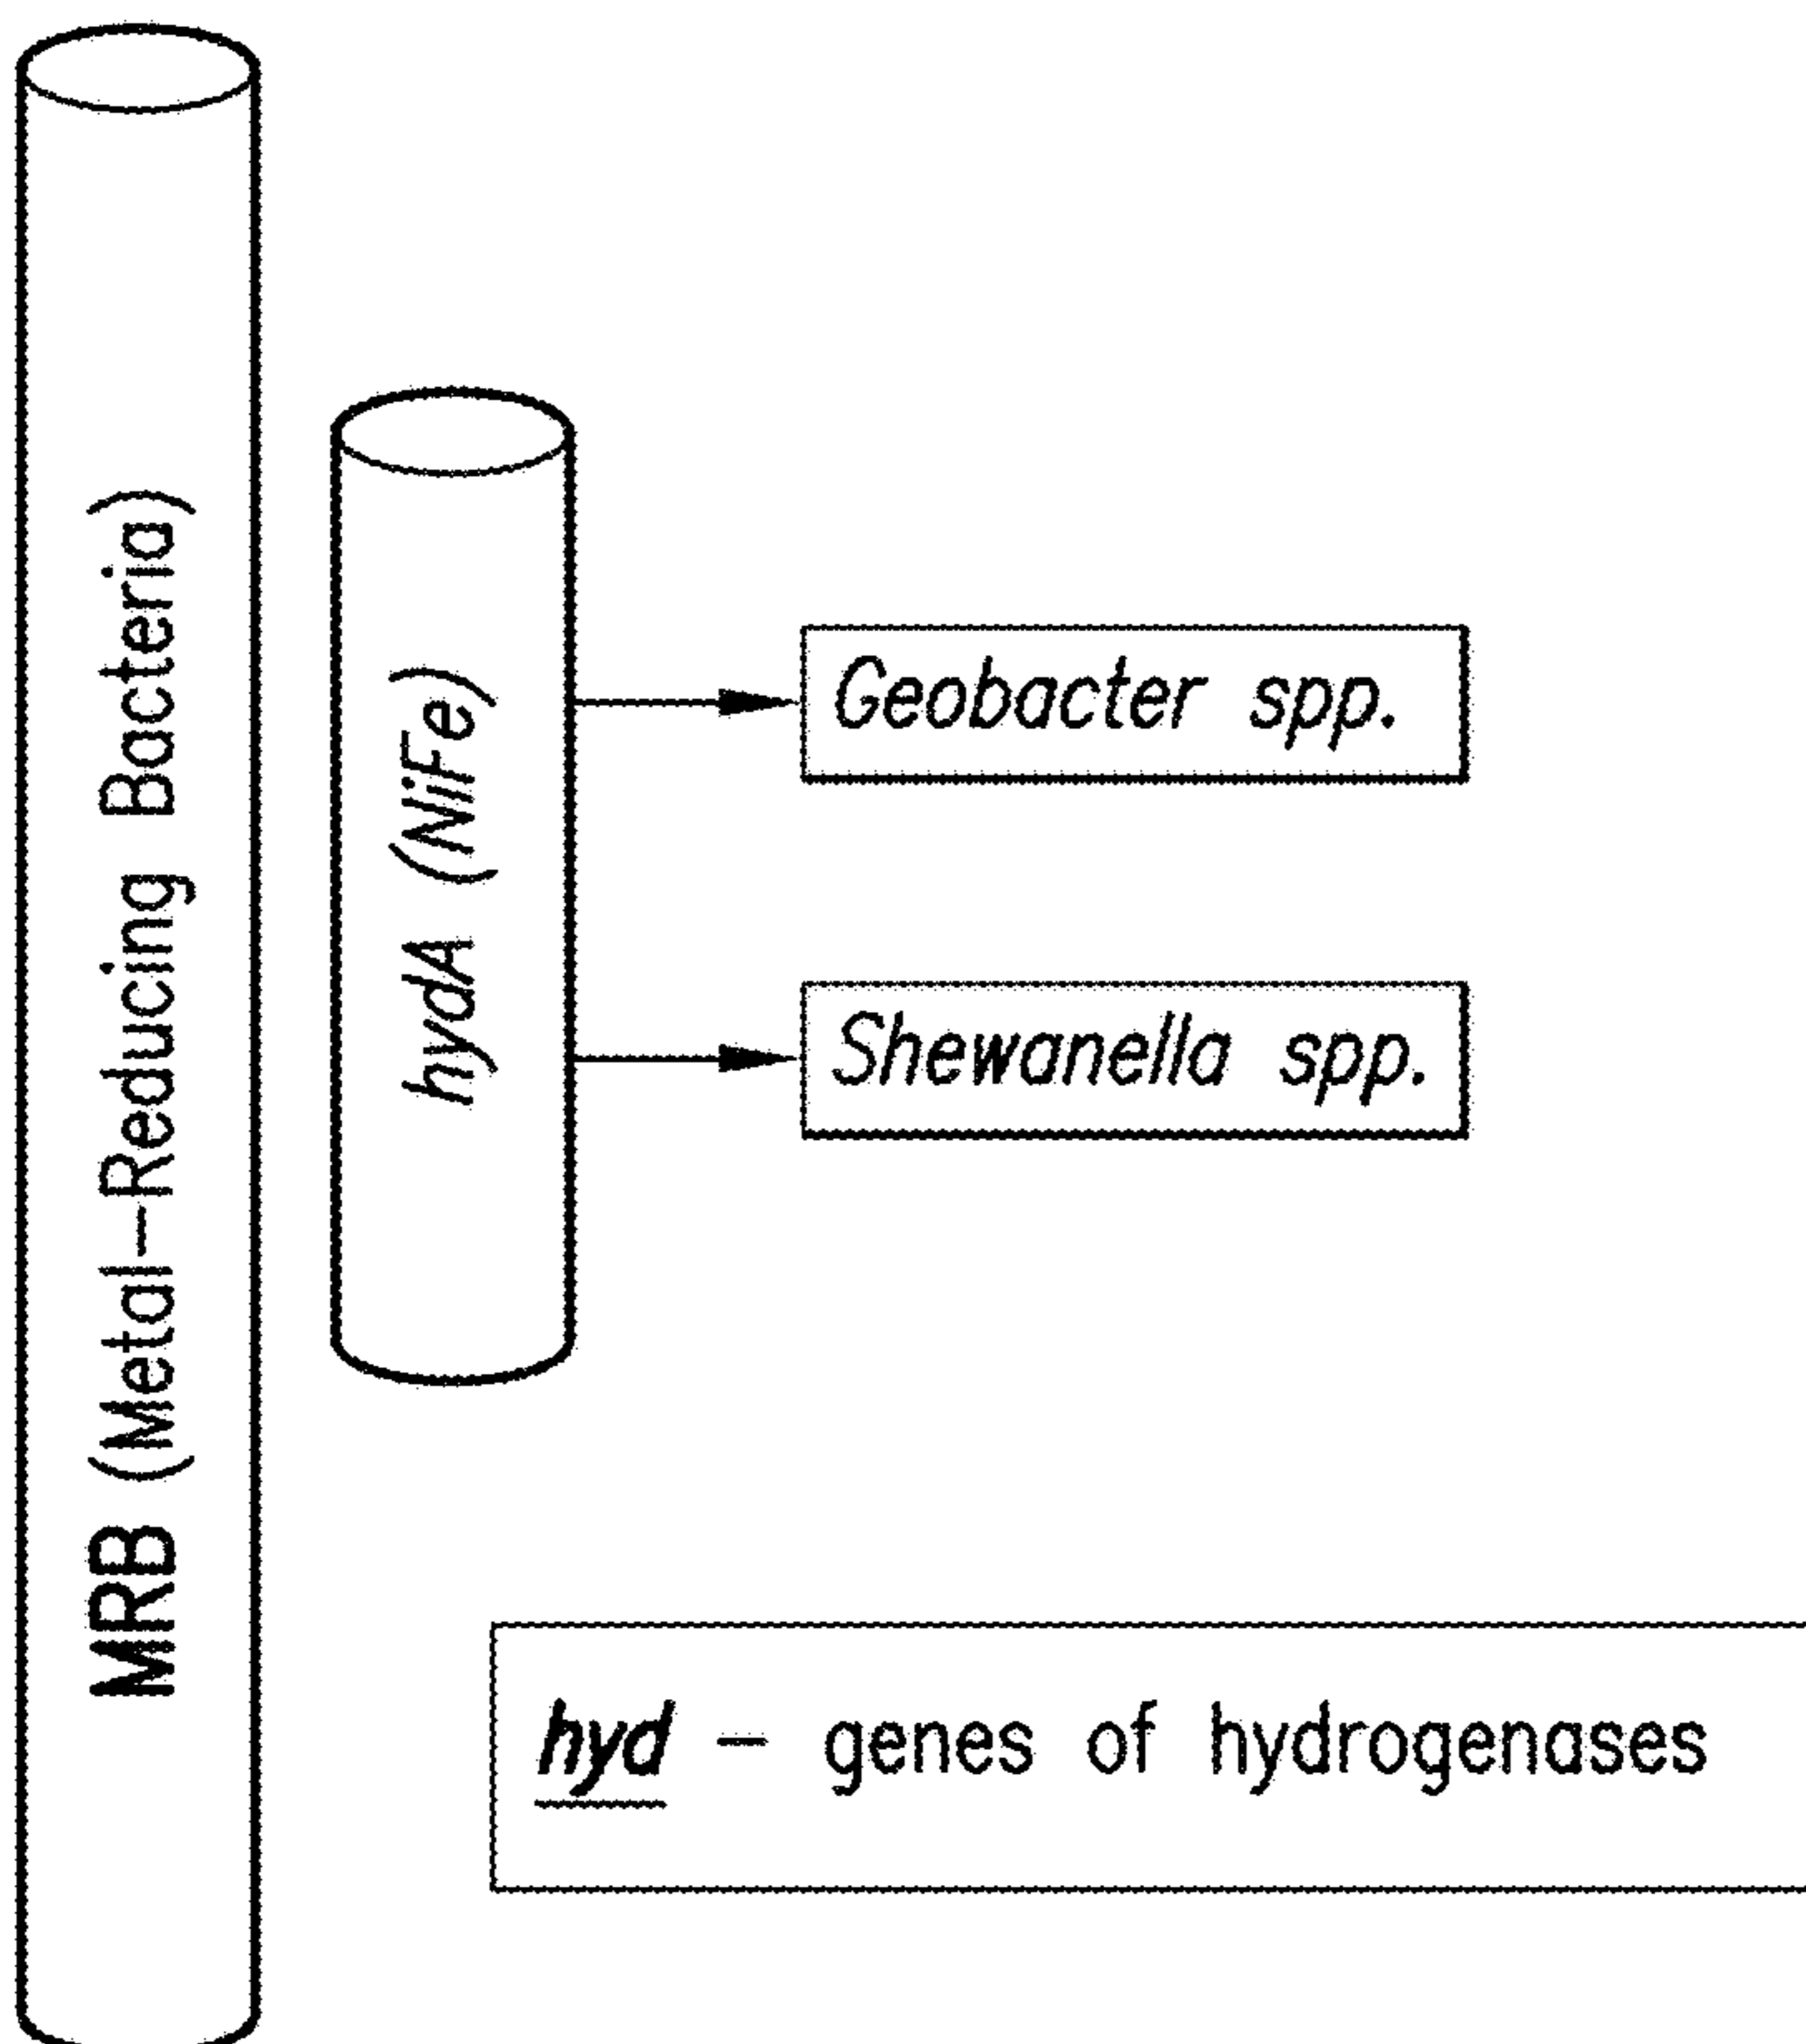 MRB (Metal-Reducing Bacteria)
hydA (NiFe)
Geobacter spp.
Shewanella spp.
hyd – genes of hydrogenases